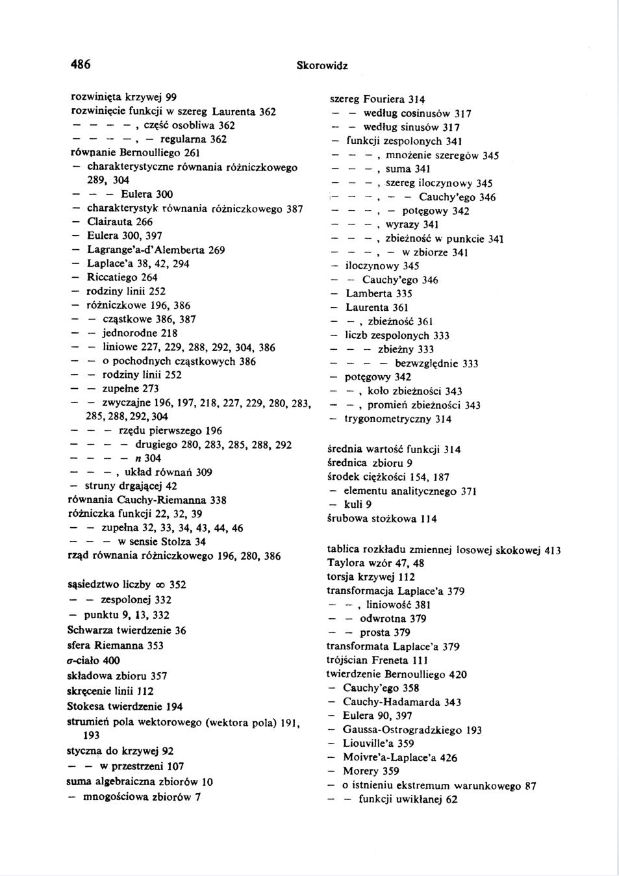 486
Skorowidz
rozwinięta krzywej 99
rozwinięcie funkcji w szereg Laurenta 362
— — — — , część osobliwa 362
— — — — , — regularna 362
równanie Bernoulliego 261
— charakterystyczne równania różniczkowego
289, 304
— — — Eulera 300
— charakterystyk równania różniczkowego 387
— Clairauta 266
— Eulera 300, 397
— Lagrange'a-d'Alemberta 269
— Laplace'a 38, 42, 294
— Riccatiego 264
— rodziny linii 252
— różniczkowe 196, 386
— — cząstkowe 386, 387
— — jednorodne 218
— — liniowe 227, 229, 288, 292, 304, 386
— — o pochodnych cząstkowych 386
— — rodziny linii 252
— — zupełne 273
— — zwyczajne 196, 197, 218, 227, 229, 280, 283,
285, 288, 292, 304
— — — rzędu pierwszego 196
— — — — drugiego 280, 283, 285, 288, 292
— — — — n 304
— — — , układ równań 309
— struny drgającej 42
równania Cauchy-Riemanna 338
różniczka funkcji 22, 32, 39
— — zupełna 32, 33, 34, 43, 44, 46
— — — w sensie Stolza 34
rząd równania różniczkowego 196, 280, 386
sąsiedztwo liczby ∞ 352
— — zespolonej 332
— punktu 9, 13, 332
Schwarza twierdzenie 36
sfera Riemanna 353
σ-ciało 400
składowa zbioru 357
skręcenie linii 112
Stokesa twierdzenie 194
strumień pola wektorowego (wektora pola) 191,
193
styczna do krzywej 92
— — w przestrzeni 107
suma algebraiczna zbiorów 10
— mnogościowa zbiorów 7
szereg Fouriera 314
— — według cosinusów 317
— — według sinusów 317
— funkcji zespolonych 341
— — — , mnożenie szeregów 345
— — — , suma 341
— — — , szereg iloczynowy 345
— — — , — — Cauchy'ego 346
— — — , — potęgowy 342
— — — , wyrazy 341
— — — , zbieżność w punkcie 341
— — — , — w zbiorze 341
— iloczynowy 345
— — Cauchy'ego 346
— Lamberta 335
— Laurenta 361
— — , zbieżność 361
— liczb zespolonych 333
— — — zbieżny 333
— — — — bezwzględnie 333
— potęgowy 342
— — , koło zbieżności 343
— — , promień zbieżności 343
— trygonometryczny 314
średnia wartość funkcji 314
średnica zbioru 9
środek ciężkości 154, 187
— elementu analitycznego 371
— kuli 9
śrubowa stożkowa 114
tablica rozkładu zmiennej losowej skokowej 413
Taylora wzór 47, 48
torsja krzywej 112
transformacja Laplace'a 379
— — , liniowość 381
— — odwrotna 379
— — prosta 379
transformata Laplace'a 379
trójścian Freneta 111
twierdzenie Bernoulliego 420
— Cauchy'ego 358
— Cauchy-Hadamarda 343
— Eulera 90, 397
— Gaussa-Ostrogradzkiego 193
— Liouville'a 359
— Moivre'a-Laplace'a 426
— Morery 359
— o istnieniu ekstremum warunkowego 87
— — funkcji uwikłanej 62